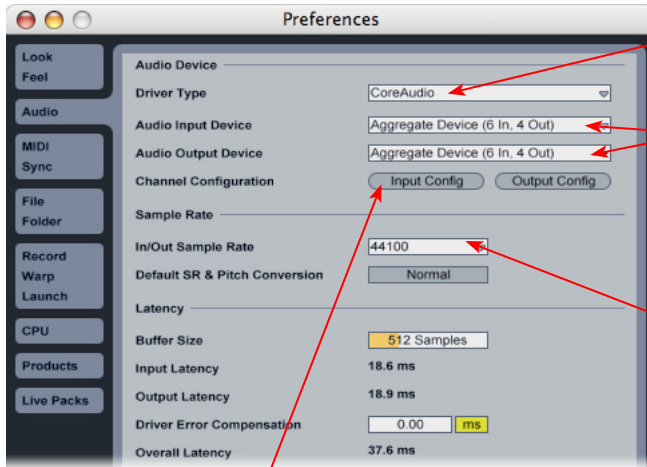 Preferences
Look
Feel
Audio
MIDI
Sync
File
Folder
Record
Warp
Launch
CPU
Products
Live Packs
Audio Device
Driver Type CoreAudio
Audio Input Device Aggregate Device (6 In, 4 Out)
Audio Output Device Aggregate Device (6 In, 4 Out)
Channel Configuration Input Config Output Config
Sample Rate
In/Out Sample Rate 44100
Default SR & Pitch Conversion Normal
Latency
Buffer Size 512 Samples
Input Latency 18.6 ms
Output Latency 18.9 ms
Driver Error Compensation 0.00 ms
Overall Latency 37.6 ms